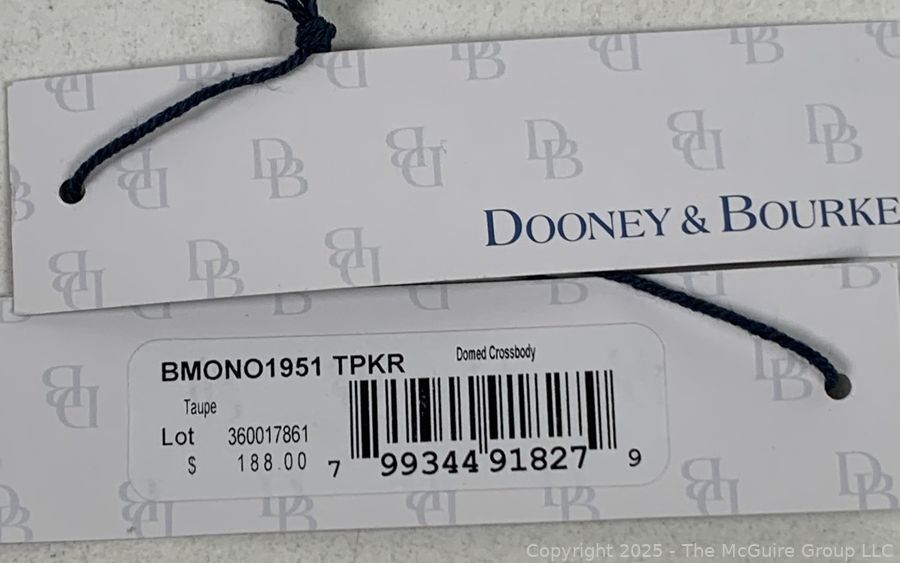 DOONEY & BOURKE
BMONO1951 TPKR
Domed Crossbody
Taupe
Lot 360017861
$ 188.00
7 99344 91827 9
Copyright 2025 - The McGuire Group LLC